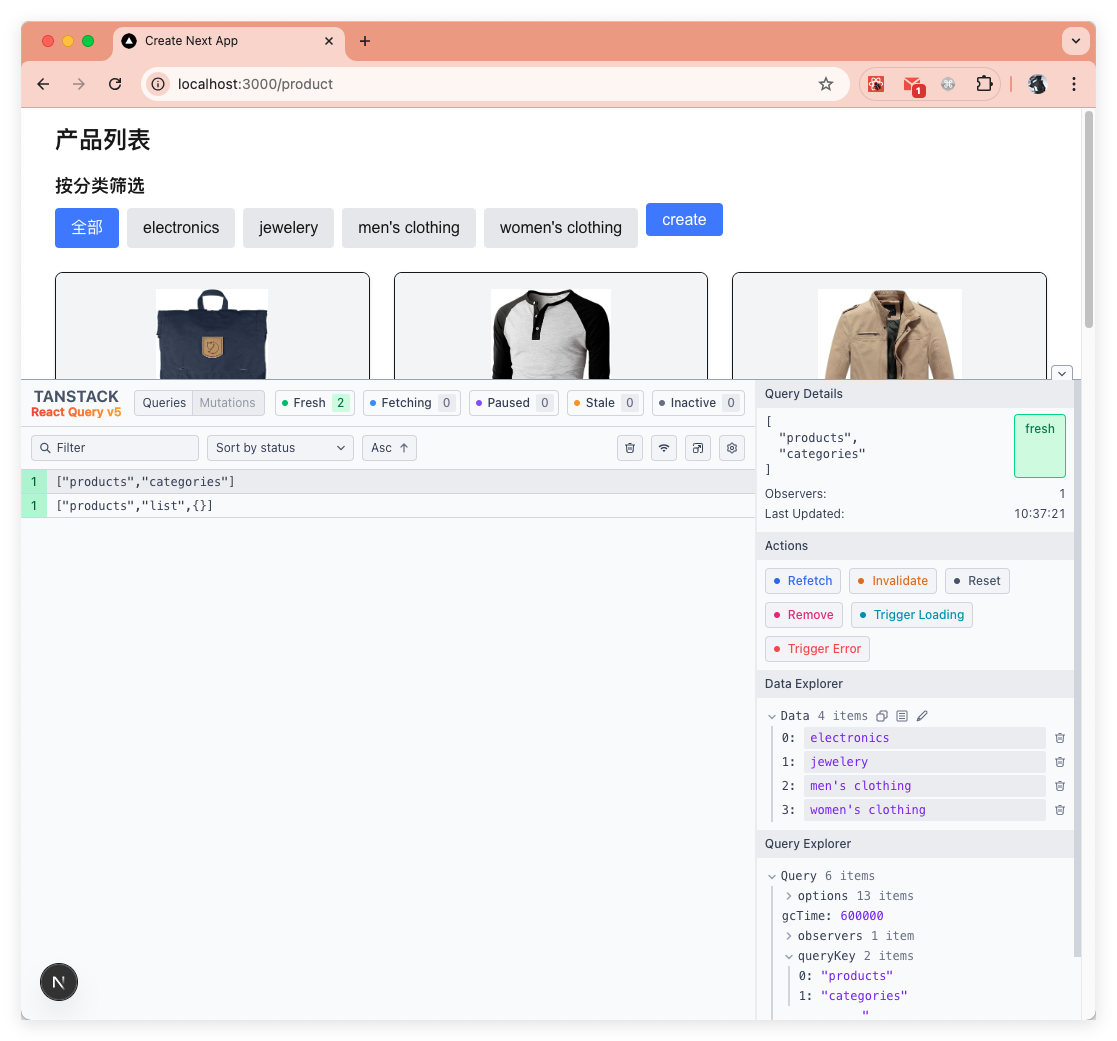 Create Next App
localhost:3000/product
1
产品列表
按分类筛选
全部 electronics jewelery men's clothing women's clothing create
TANSTACK
React Query v5
Queries Mutations Fresh 2 Fetching 0 Paused 0 Stale 0 Inactive 0
Filter Sort by status Asc
1 ["products","categories"]
1 ["products","list",{}]
Query Details
[
"products",
"categories"
]
fresh
Observers: 1
Last Updated: 10:37:21
Actions
Refetch Invalidate Reset
Remove Trigger Loading
Trigger Error
Data Explorer
Data 4 items
0: electronics
1: jewelery
2: men's clothing
3: women's clothing
Query Explorer
Query 6 items
options 13 items
gcTime: 600000
observers 1 item
queryKey 2 items
0: "products"
1: "categories"
N